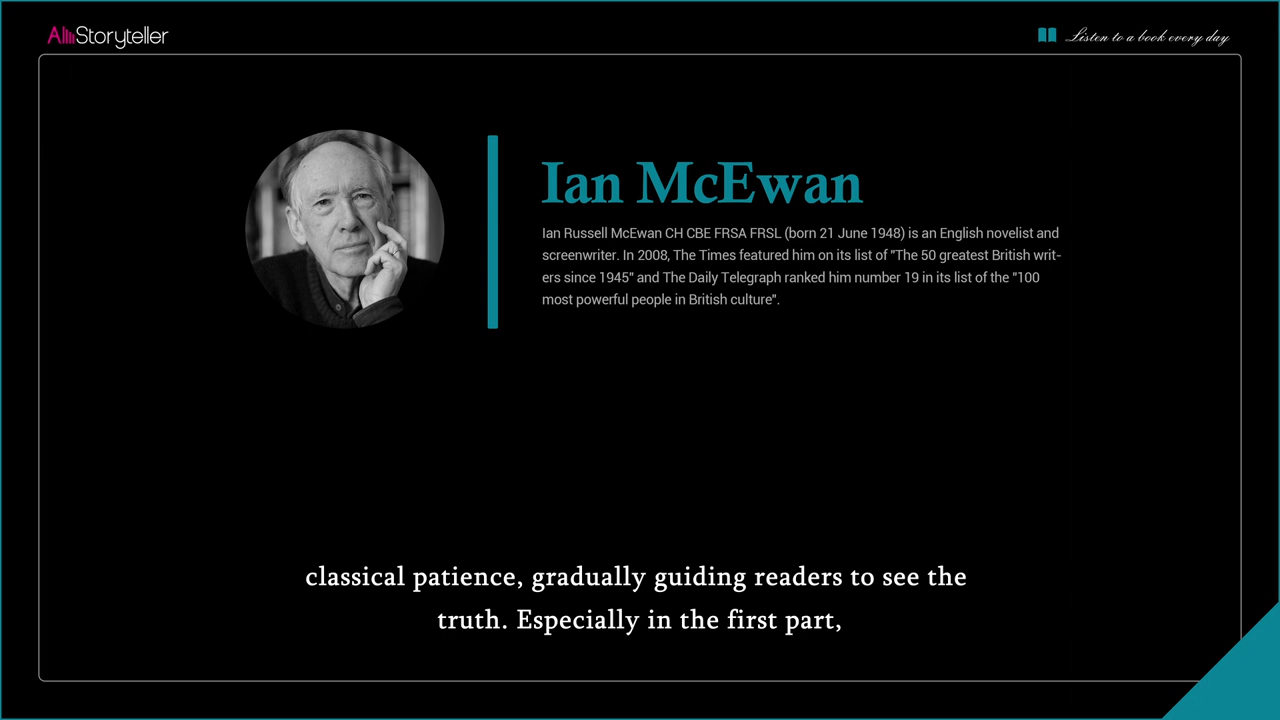 AllStoryteller
Listen to a book every day
Ian McEwan
Ian Russell McEwan CH CBE FRSA FRSL (born 21 June 1948) is an English novelist and
screenwriter. In 2008, The Times featured him on its list of "The 50 greatest British writ-
ers since 1945" and The Daily Telegraph ranked him number 19 in its list of the "100
most powerful people in British culture".
classical patience, gradually guiding readers to see the
truth. Especially in the first part,